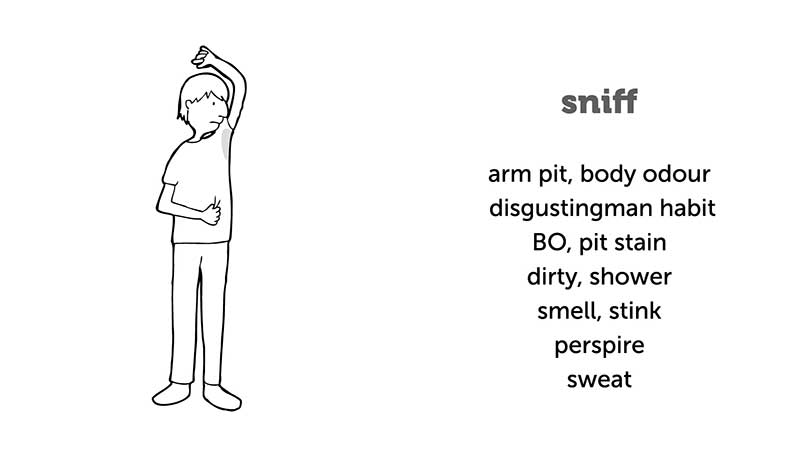 sniff
arm pit, body odour
disgustingman habit
BO, pit stain
dirty, shower
smell, stink
perspire
sweat